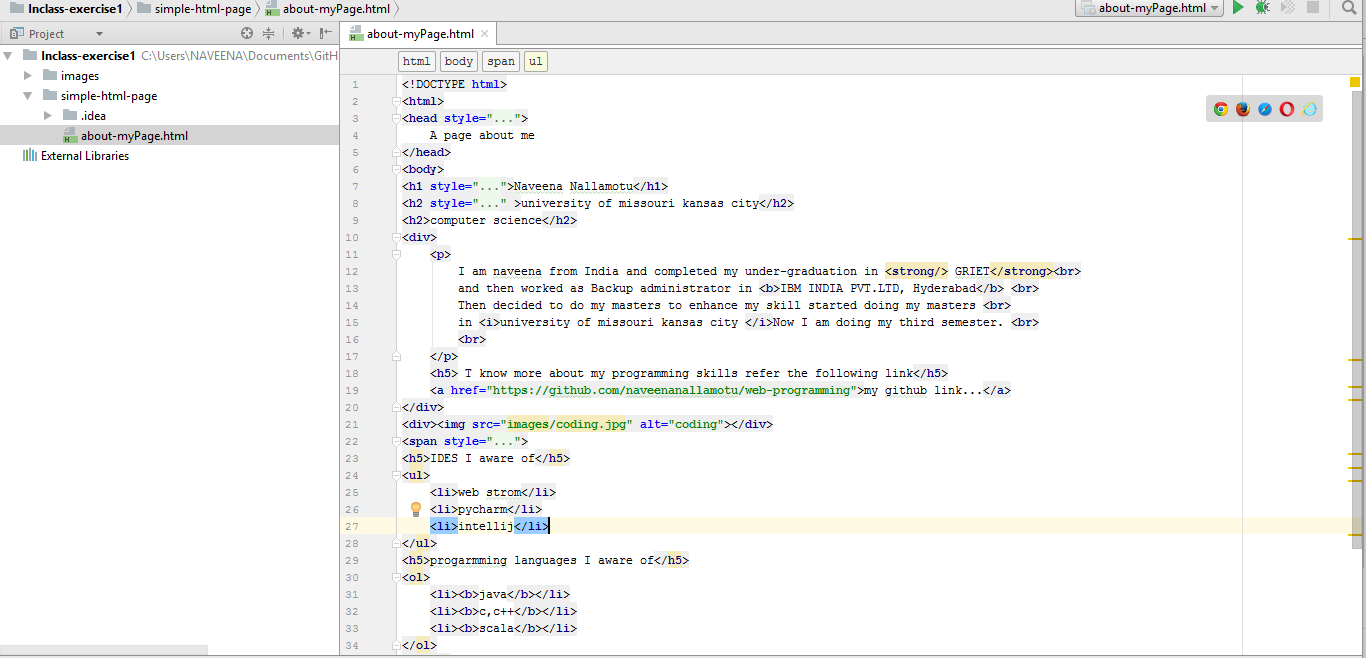 Inclass-exercise1 simple-html-page about-myPage.html about-myPage.html
Project about-myPage.html
Inclass-exercise1 C:\Users\NAVEENA\Documents\GitH
images
simple-html-page
.idea
about-myPage.html
External Libraries
html body span ul
1 <!DOCTYPE html>
2 <html>
3 <head style="...">
4 A page about me
5 </head>
6 <body>
7 <h1 style="...">Naveena Nallamotu</h1>
8 <h2 style="..." >university of missouri kansas city</h2>
9 <h2>computer science</h2>
10 <div>
11 <p>
12 I am naveena from India and completed my under-graduation in <strong/> GRIET</strong><br>
13 and then worked as Backup administrator in <b>IBM INDIA PVT.LTD, Hyderabad</b> <br>
14 Then decided to do my masters to enhance my skill started doing my masters <br>
15 in <i>university of missouri kansas city </i>Now I am doing my third semester. <br>
16 <br>
17 </p>
18 <h5> T know more about my programming skills refer the following link</h5>
19 <a href="https://github.com/naveenanallamotu/web-programming">my github link...</a>
20 </div>
21 <div><img src="images/coding.jpg" alt="coding"></div>
22 <span style="...">
23 <h5>IDES I aware of</h5>
24 <ul>
25 <li>web strom</li>
26 <li>pycharm</li>
27 <li>intellij</li>
28 </ul>
29 <h5>progarmming languages I aware of</h5>
30 <ol>
31 <li><b>java</b></li>
32 <li><b>c,c++</b></li>
33 <li><b>scala</b></li>
34 </ol>